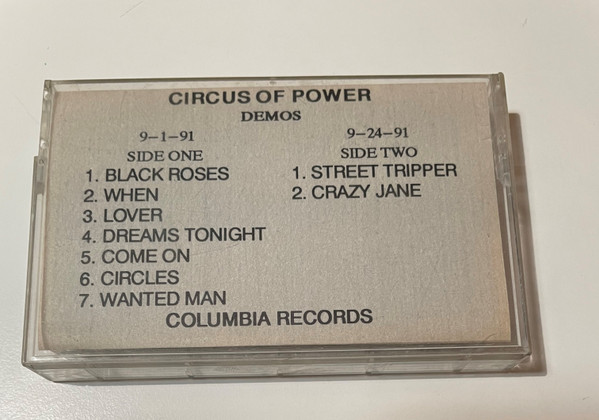 CIRCUS OF POWER
DEMOS
9-1-91
SIDE ONE
1. BLACK ROSES
2. WHEN
3. LOVER
4. DREAMS TONIGHT
5. COME ON
6. CIRCLES
7. WANTED MAN
9-24-91
SIDE TWO
1. STREET TRIPPER
2. CRAZY JANE
COLUMBIA RECORDS